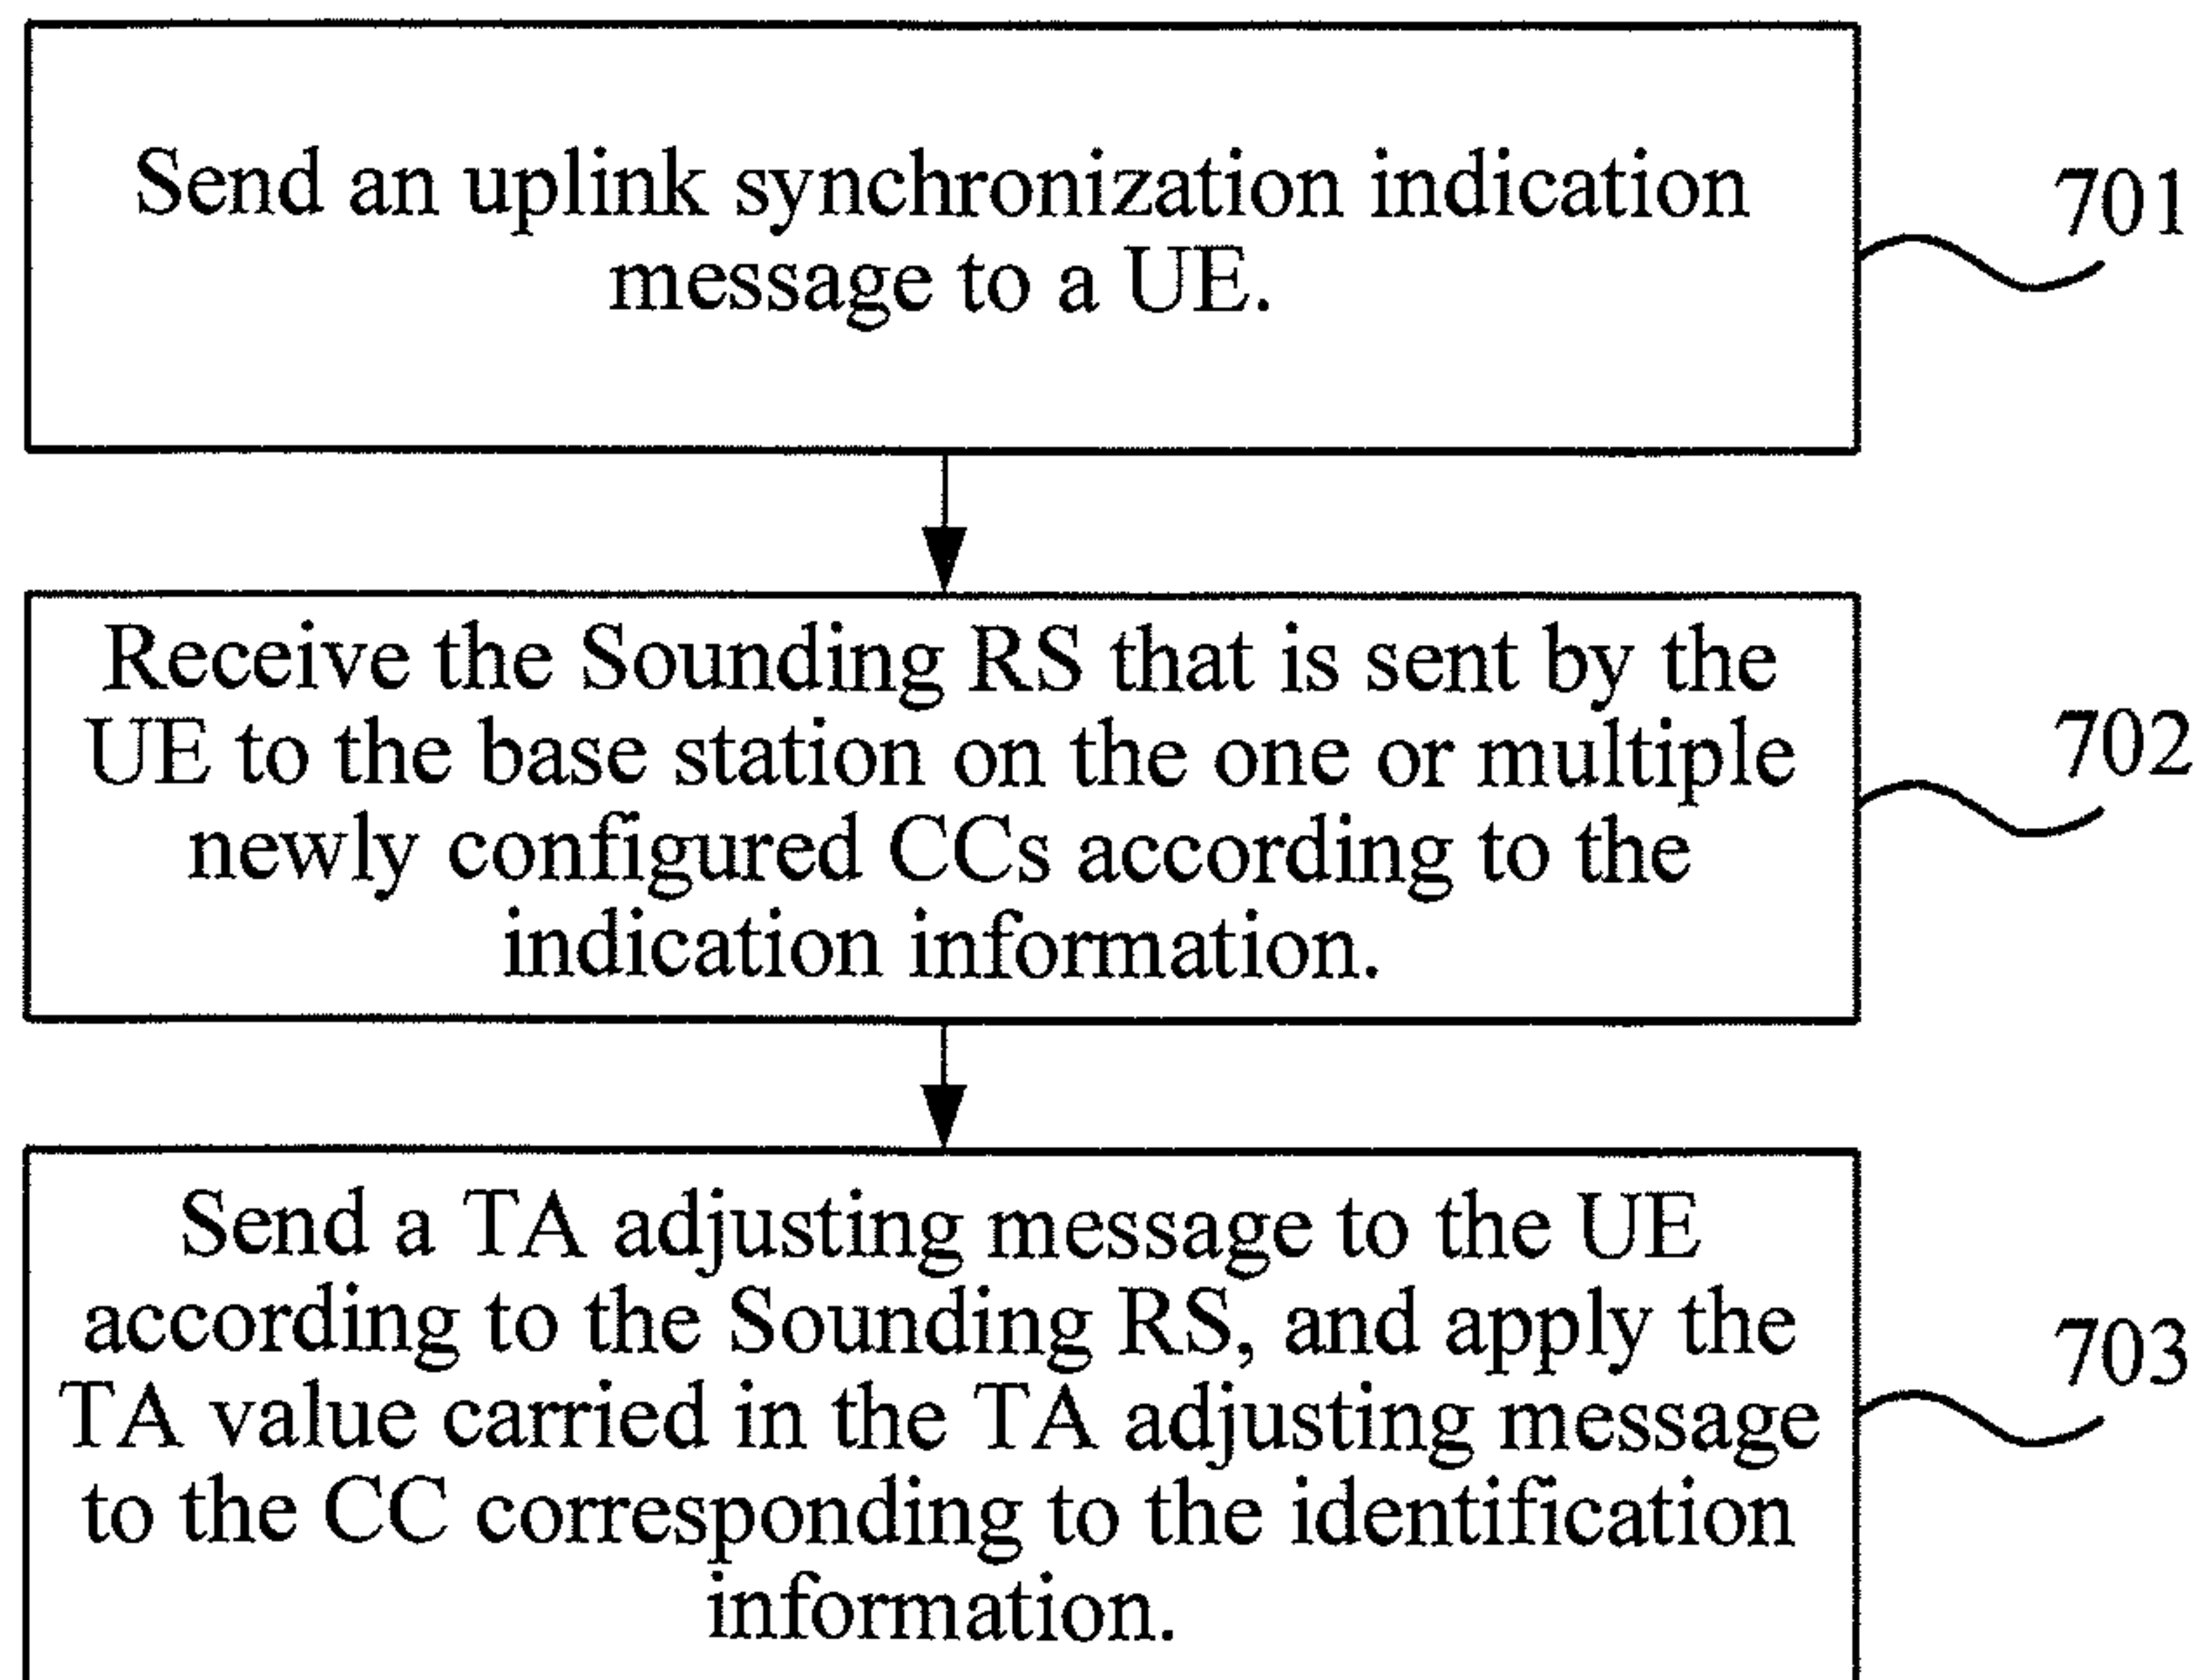 Send an uplink synchronization indication
message to a UE.
701
Receive the Sounding RS that is sent by the
UE to the base station on the one or multiple
newly configured CCs according to the
indication information.
702
Send a TA adjusting message to the UE
according to the Sounding RS, and apply the
TA value carried in the TA adjusting message
to the CC corresponding to the identification
information.
703